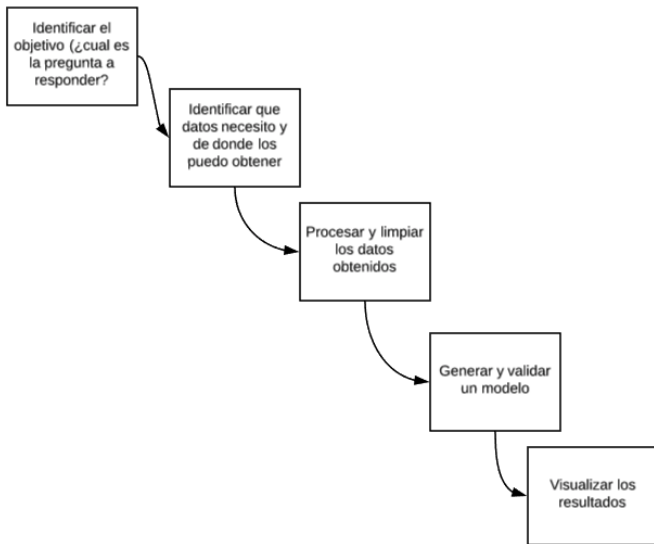 Identificar el
objetivo (¿cual es
la pregunta a
responder?
Identificar que
datos necesito y
de donde los
puedo obtener
Procesar y limpiar
los datos
obtenidos
Generar y validar
un modelo
Visualizar los
resultados